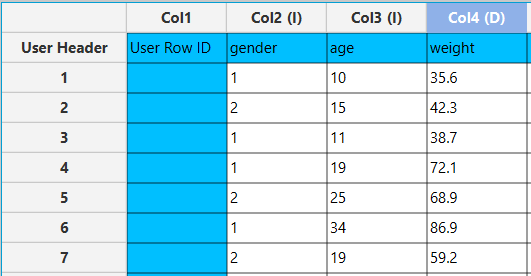 Col1 Col2 (I) Col3 (I) Col4 (D)
User Header User Row ID gender age weight
1 1 10 35.6
2 2 15 42.3
3 1 11 38.7
4 1 19 72.1
5 2 25 68.9
6 1 34 86.9
7 2 19 59.2